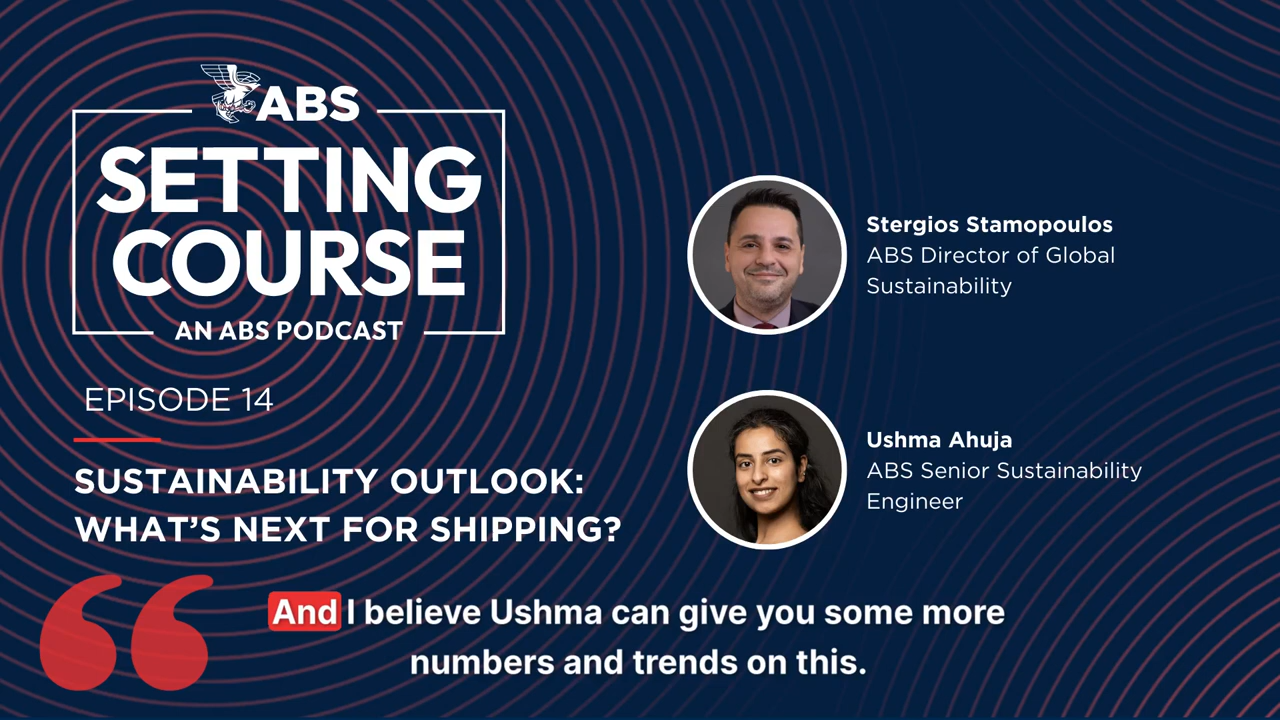 ABS
SETTING
COURSE
AN ABS PODCAST
EPISODE 14
SUSTAINABILITY OUTLOOK:
WHAT’S NEXT FOR SHIPPING?
Stergios Stamopoulos
ABS Director of Global
Sustainability
Ushma Ahuja
ABS Senior Sustainability
Engineer
And I believe Ushma can give you some more
numbers and trends on this.